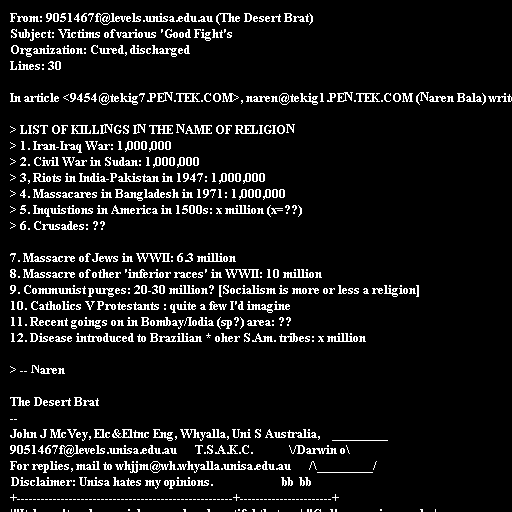 From: 9051467f@levels.unisa.edu.au (The Desert Brat)
Subject: Victims of various 'Good Fight's
Organization: Cured, discharged
Lines: 30
In article <9454@tekig7.PEN.TEK.COM>, naren@tekig1.PEN.TEK.COM (Naren Bala) write
> LIST OF KILLINGS IN THE NAME OF RELIGION
> 1. Iran-Iraq War: 1,000,000
> 2. Civil War in Sudan: 1,000,000
> 3, Riots in India-Pakistan in 1947: 1,000,000
> 4. Massacares in Bangladesh in 1971: 1,000,000
> 5. Inquistions in America in 1500s: x million (x=??)
> 6. Crusades: ??
7. Massacre of Jews in WWII: 6.3 million
8. Massacre of other 'inferior races' in WWII: 10 million
9. Communist purges: 20-30 million? [Socialism is more or less a religion]
10. Catholics V Protestants : quite a few I'd imagine
11. Recent goings on in Bombay/Iodia (sp?) area: ??
12. Disease introduced to Brazilian * oher S.Am. tribes: x million
> -- Naren
The Desert Brat
--
John J McVey, Elc&Eltnc Eng, Whyalla, Uni S Australia,    ________
9051467f@levels.unisa.edu.au      T.S.A.K.C.            \/Darwin o\
For replies, mail to whjjm@wh.whyalla.unisa.edu.au      /\________/
Disclaimer: Unisa hates my opinions.                       bb  bb
+-------------------------------------------------+-----------------------+